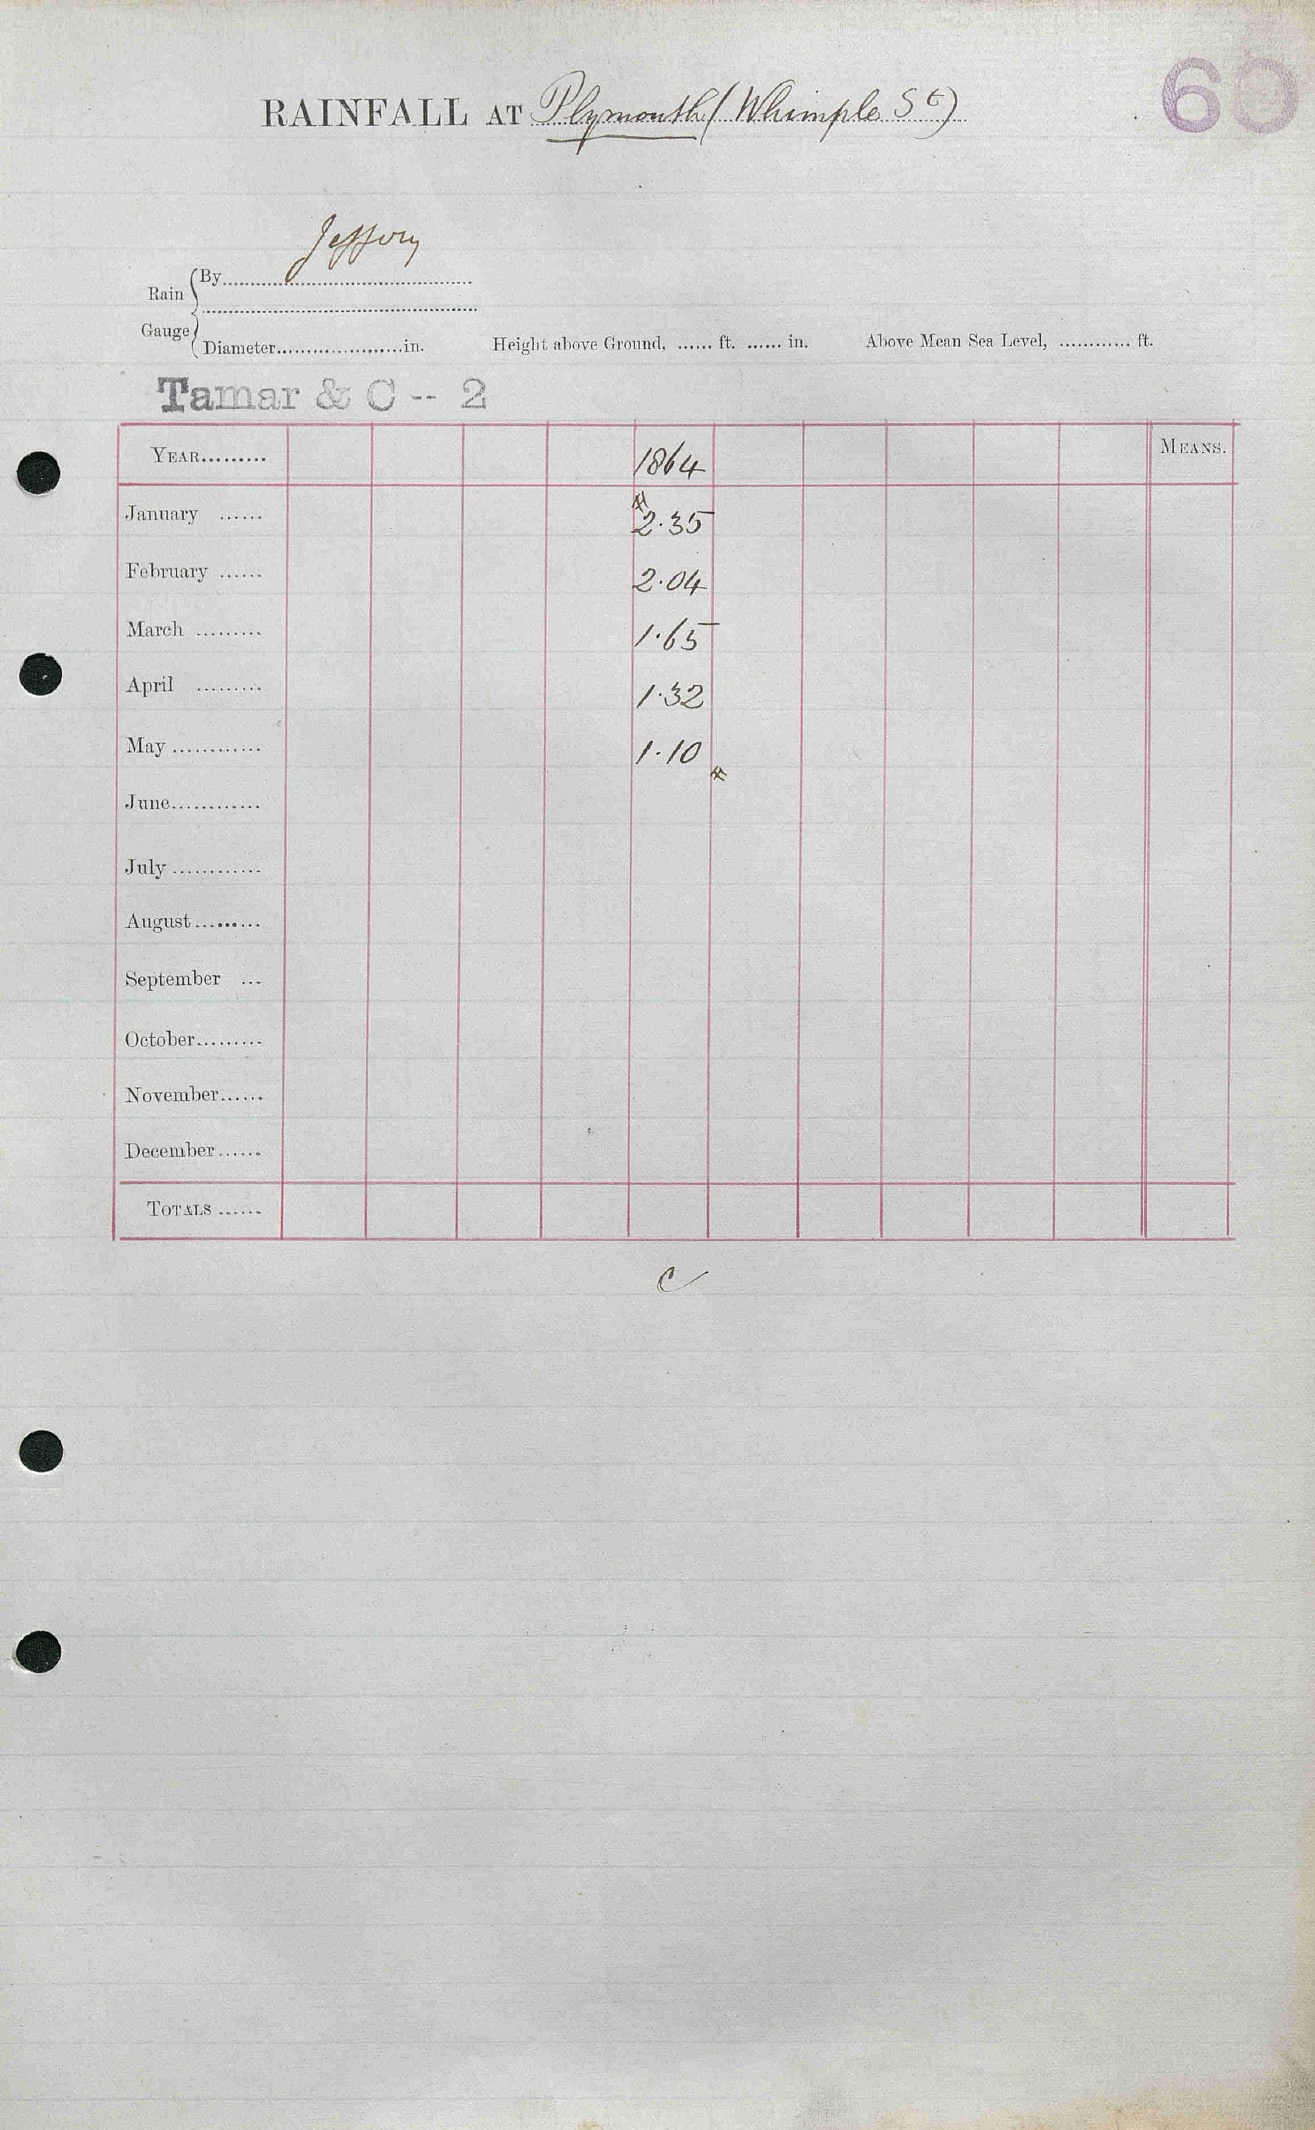 60
RAINFALL AT Plymouth (Whimple St)
Jeffory
Rain Gauge
By
Diameter in. Height above Ground, ft. in. Above Mean Sea Level, ft.
Tamar & C -- 2
YEAR 1864 MEANS.
January 2.35
February 2.04
March 1.65
April 1.32
May 1.10
June
July
August
September
October
November
December
TOTALS
C